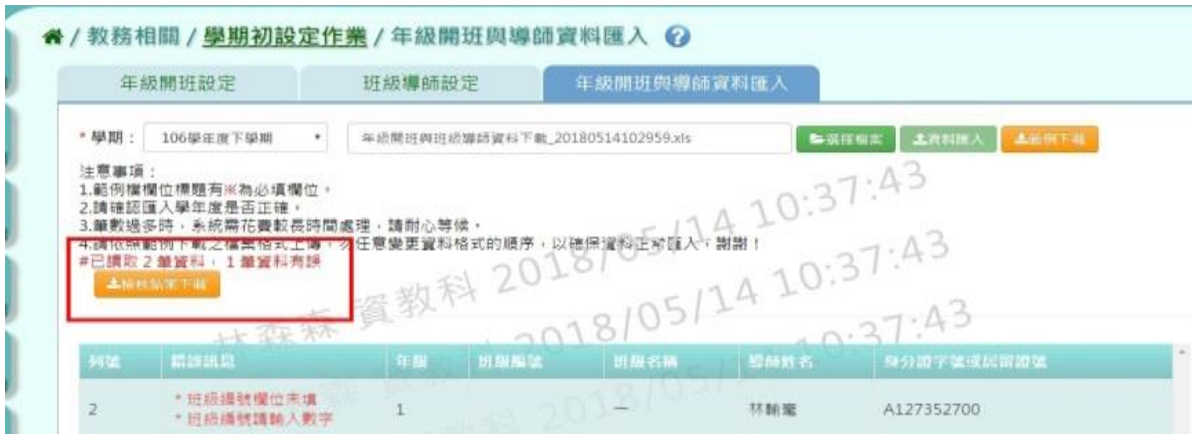 / 教務相關 / 學期初設定作業 / 年級開班與導師資料匯入 ?
年級開班設定 班級導師設定 年級開班與導師資料匯入
* 學期： 106學年度下學期 年級開班與班級導師資料下載_20180514102959.xls 選擇檔案 資料匯入 範例下載
注意事項：
1.範例檔欄位標題有※為必填欄位。
2.請確認匯入學年度是否正確。
3.筆數過多時，系統需花費較長時間處理，請耐心等候。
4.請依照範例下載之檔案格式上傳，勿任意變更資料格式的順序，以確保資料正常匯入，謝謝！
#已讀取 2 筆資料， 1 筆資料有誤
檢核結果下載
林森森 資教科 2018/05/14 10:37:43
2018/05/14 10:37:43
列號 錯誤訊息 年級 班級編號 班級名稱 導師姓名 身分證字號或居留證號
2 * 班級編號欄位未填 1 一 林輸寵 A127352700
* 班級編號請輸入數字